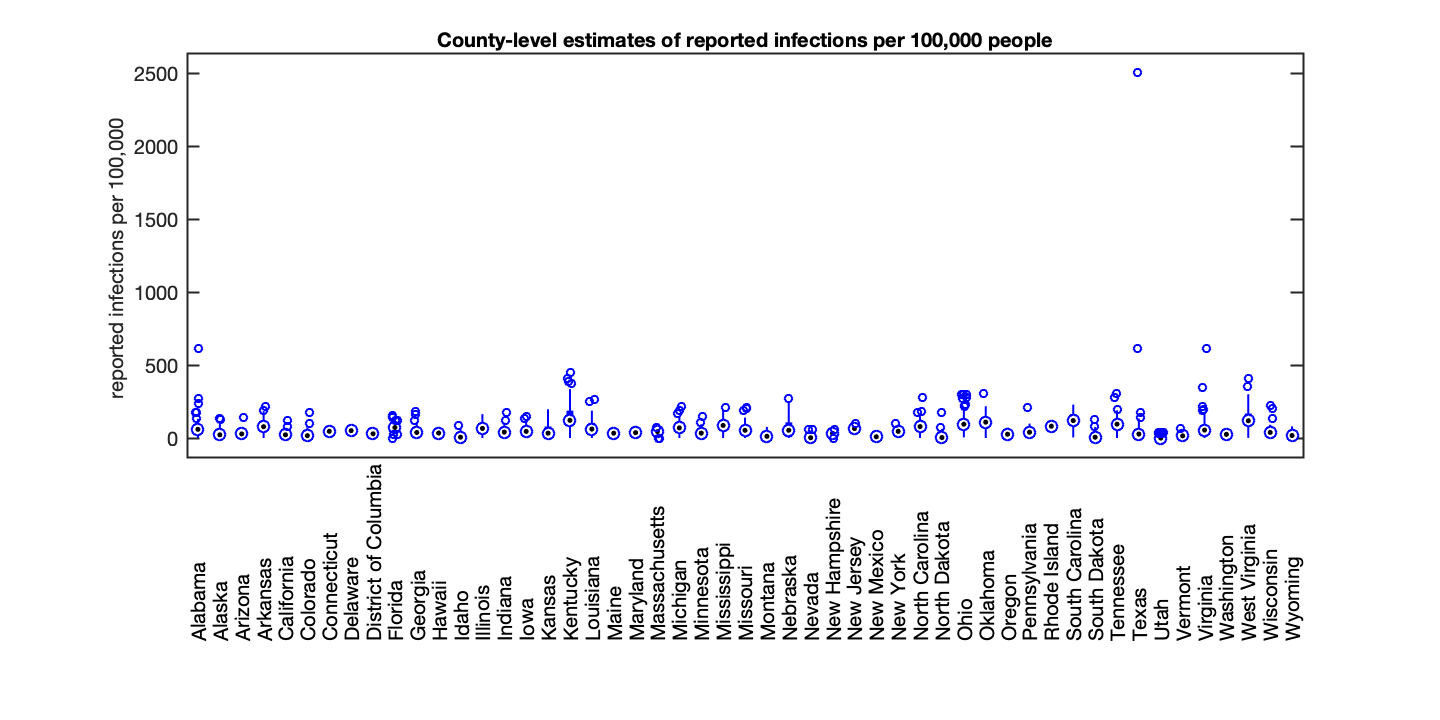 County-level estimates of reported infections per 100,000 people
reported infections per 100,000
2500
2000
1500
1000
500
0
Alabama
Alaska
Arizona
Arkansas
California
Colorado
Connecticut
Delaware
District of Columbia
Florida
Georgia
Hawaii
Idaho
Illinois
Indiana
Iowa
Kansas
Kentucky
Louisiana
Maine
Maryland
Massachusetts
Michigan
Minnesota
Mississippi
Missouri
Montana
Nebraska
Nevada
New Hampshire
New Jersey
New Mexico
New York
North Carolina
North Dakota
Ohio
Oklahoma
Oregon
Pennsylvania
Rhode Island
South Carolina
South Dakota
Tennessee
Texas
Utah
Vermont
Virginia
Washington
West Virginia
Wisconsin
Wyoming